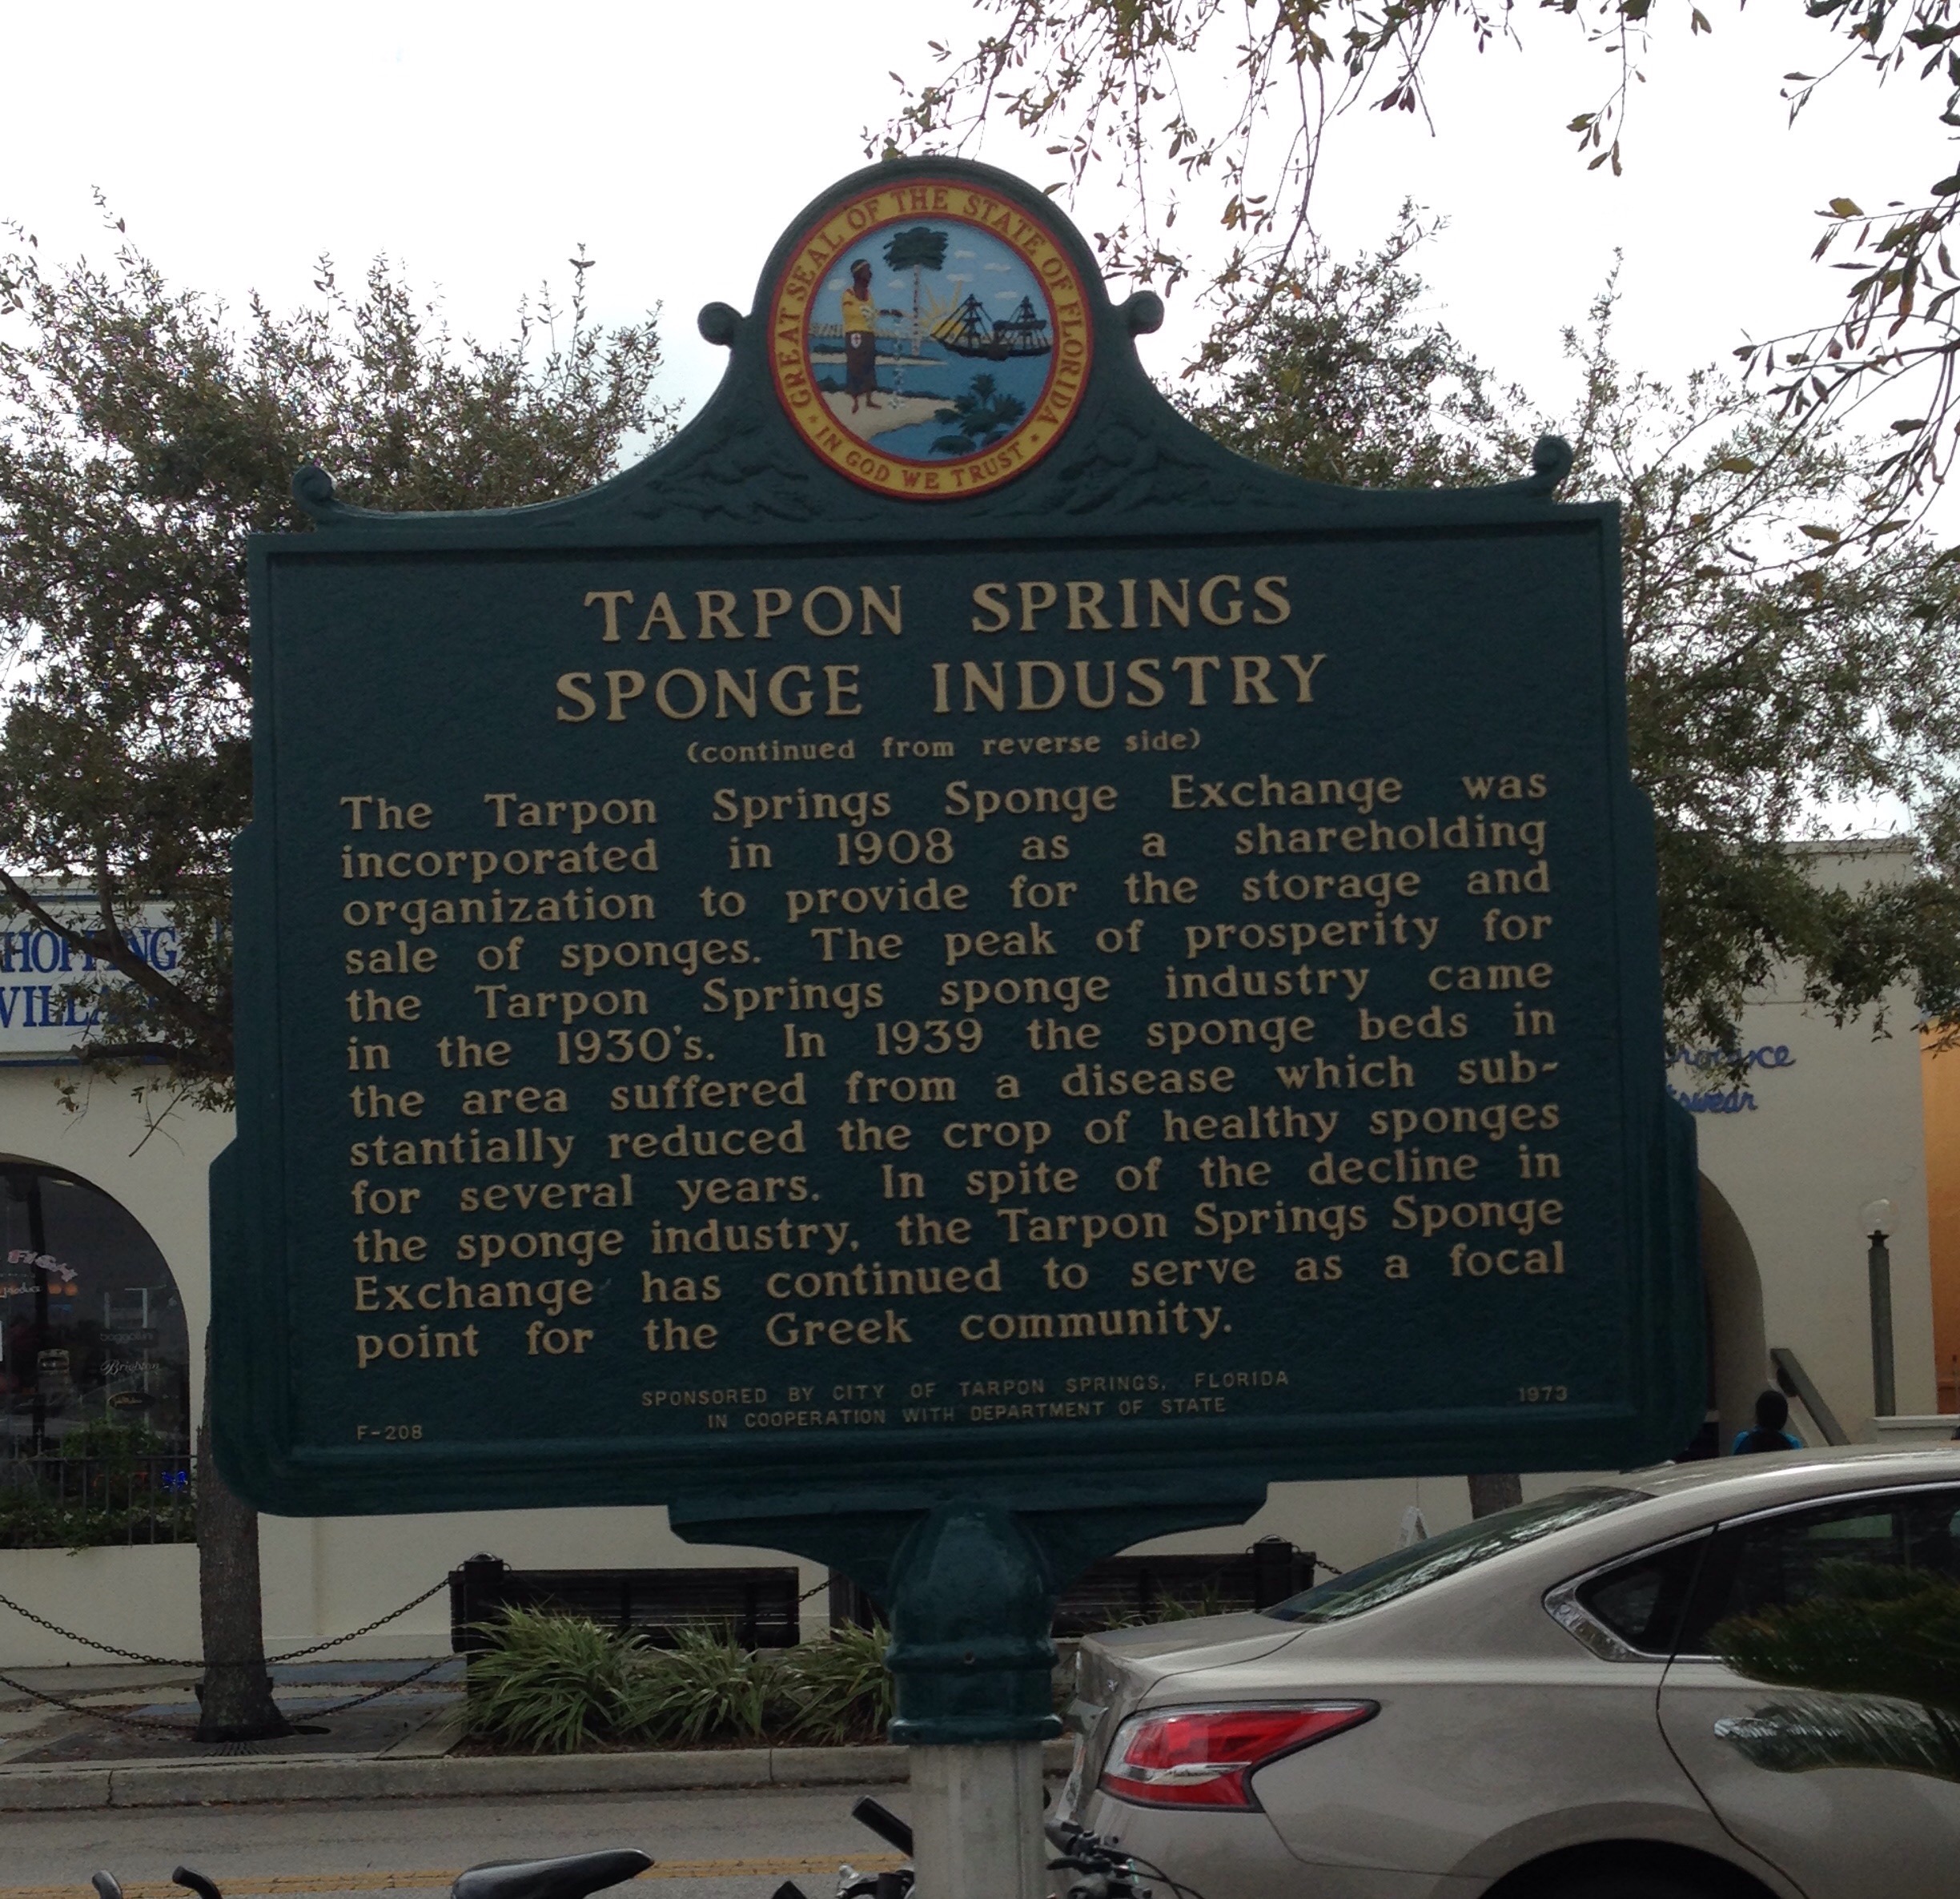 GREAT SEAL OF THE STATE OF FLORIDA
IN GOD WE TRUST
TARPON SPRINGS
SPONGE INDUSTRY
(continued from reverse side)
The Tarpon Springs Sponge Exchange was
incorporated in 1908 as a shareholding
organization to provide for the storage and
sale of sponges. The peak of prosperity for
the Tarpon Springs sponge industry came
in the 1930's. In 1939 the sponge beds in
the area suffered from a disease which sub-
stantially reduced the crop of healthy sponges
for several years. In spite of the decline in
the sponge industry, the Tarpon Springs Sponge
Exchange has continued to serve as a focal
point for the Greek community.
SPONSORED BY CITY OF TARPON SPRINGS, FLORIDA
IN COOPERATION WITH DEPARTMENT OF STATE
F-208
1973
HOPPING
VILLA
FISH
baggallini
Brighton